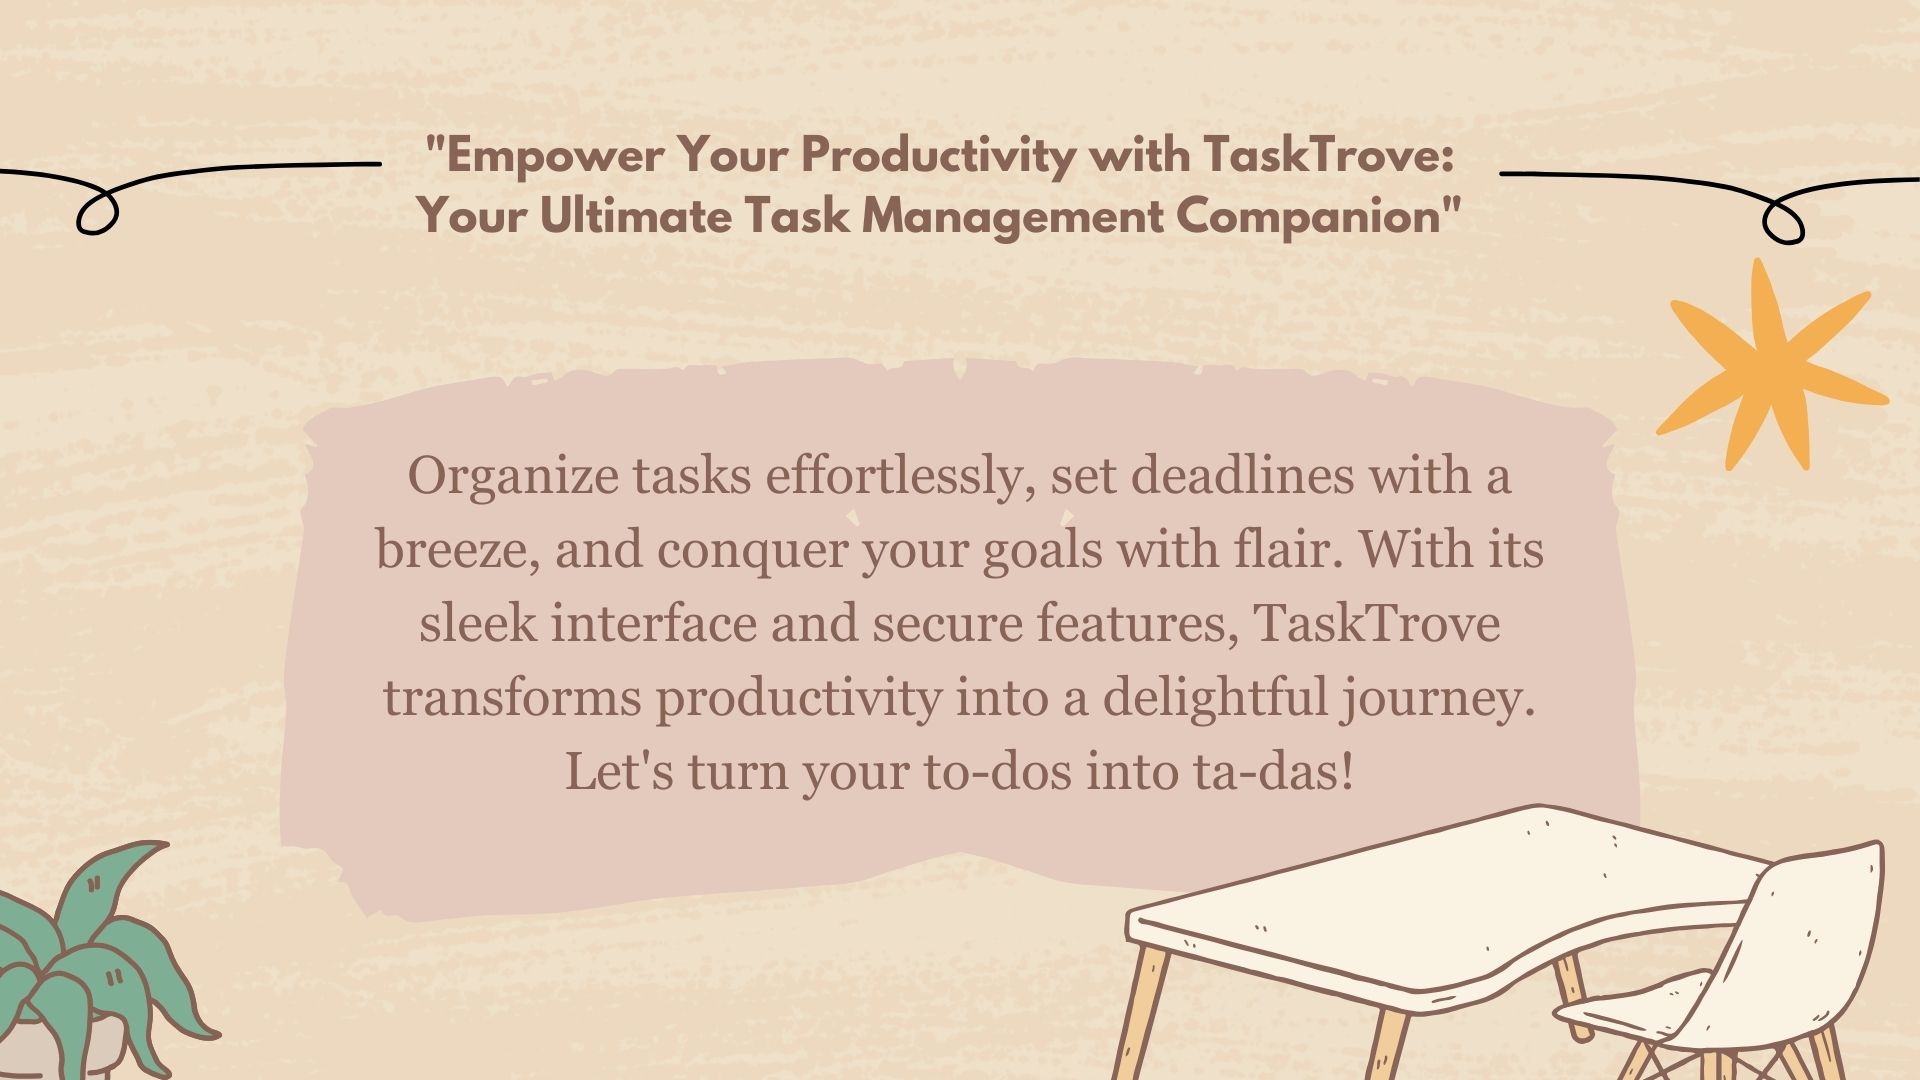 "Empower Your Productivity with TaskTrove:
Your Ultimate Task Management Companion"
Organize tasks effortlessly, set deadlines with a
breeze, and conquer your goals with flair. With its
sleek interface and secure features, TaskTrove
transforms productivity into a delightful journey.
Let's turn your to-dos into ta-das!